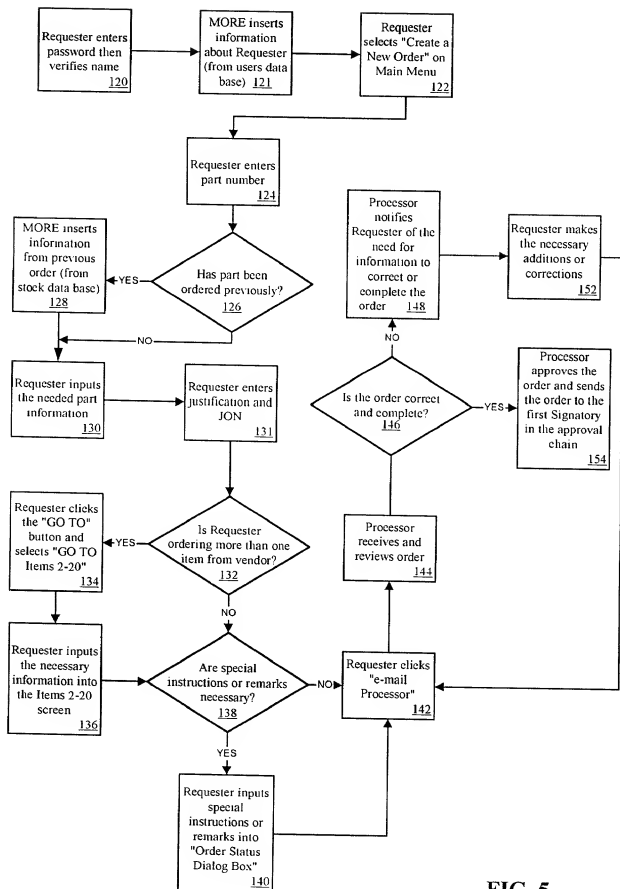 Requester enters
password then
verifies name
120
MORE inserts
information
about Requester
(from users data
base) 121
Requester
selects "Create a
New Order" on
Main Menu
122
Requester enters
part number
124
Has part been
ordered previously?
126
YES
NO
MORE inserts
information
from previous
order (from
stock data base)
128
Requester inputs
the needed part
information
130
Requester enters
justification and
JON
131
Is Requester
ordering more than one
item from vendor?
132
YES
NO
Requester clicks
the "GO TO"
button and
selects "GO TO
Items 2-20"
134
Requester inputs
the necessary
information into
the Items 2-20
screen
136
Are special
instructions or remarks
necessary?
138
NO
YES
Requester inputs
special
instructions or
remarks into
"Order Status
Dialog Box"
140
Requester clicks
"e-mail
Processor"
142
Processor
receives and
reviews order
144
Is the order correct
and complete?
146
NO
YES
Processor
notifies
Requester of the
need for
information to
correct or
complete the
order 148
Requester makes
the necessary
additions or
corrections
152
Processor
approves the
order and sends
the order to the
first Signatory
in the approval
chain
154
FIG. 5